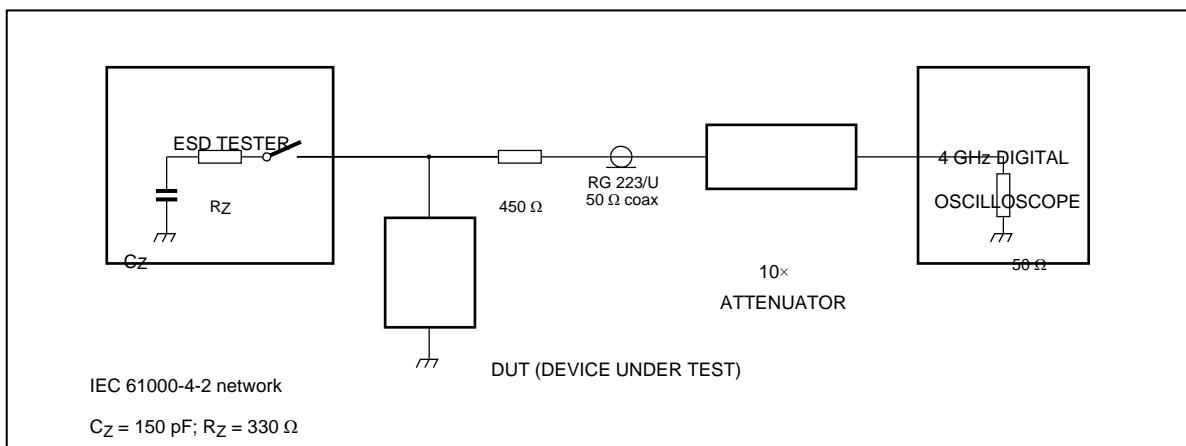 ESD TESTER
RZ
CZ
450 Ω
RG 223/U
50 Ω coax
10×
ATTENUATOR
4 GHz DIGITAL
OSCILLOSCOPE
50 Ω
DUT (DEVICE UNDER TEST)
IEC 61000-4-2 network
CZ = 150 pF; RZ = 330 Ω